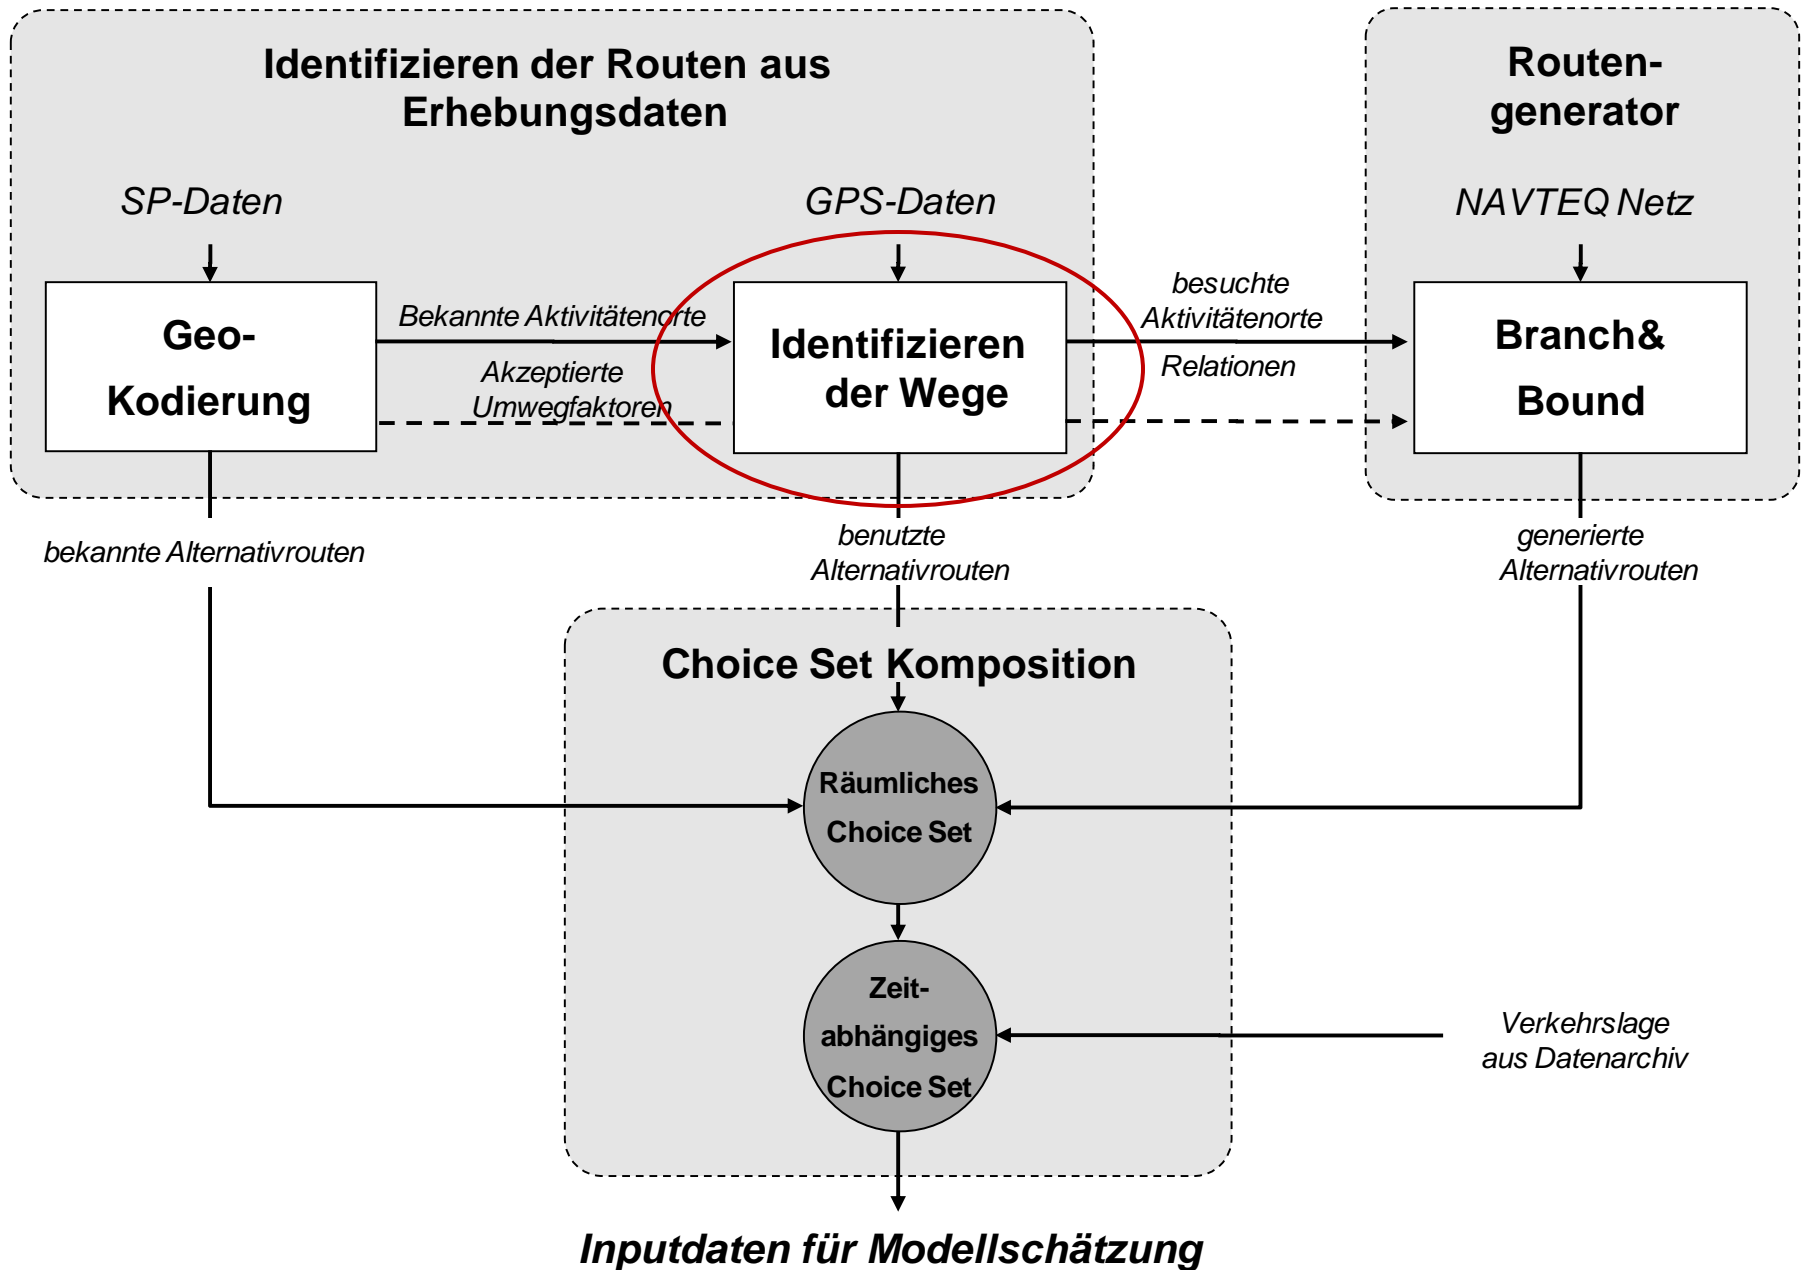 Identifizieren der Routen aus
Erhebungsdaten
Routen-
generator
SP-Daten
GPS-Daten
NAVTEQ Netz
Geo-
Kodierung
Bekannte Aktivitätenorte
Akzeptierte
Umwegfaktoren
Identifizieren
der Wege
besuchte
Aktivitätenorte
Relationen
Branch&
Bound
bekannte Alternativrouten
benutzte
Alternativrouten
generierte
Alternativrouten
Choice Set Komposition
Räumliches
Choice Set
Zeit-
abhängiges
Choice Set
Verkehrslage
aus Datenarchiv
Inputdaten für Modellschätzung